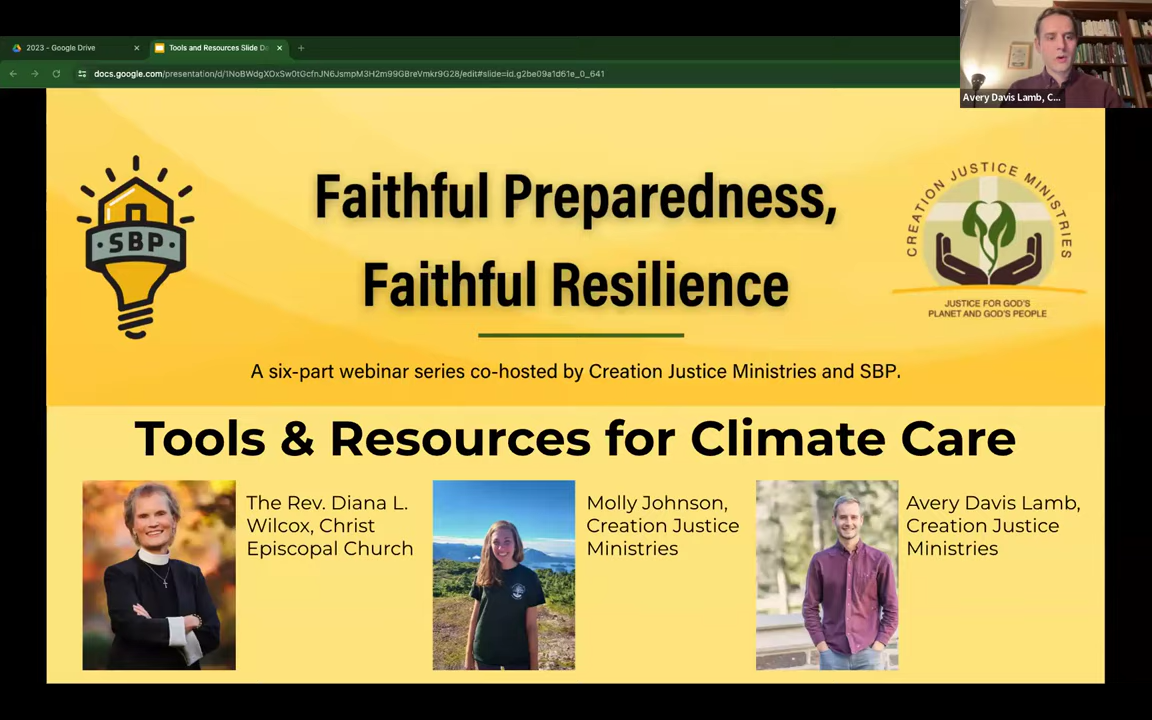 2023 - Google Drive
Tools and Resources Slide De
docs.google.com/presentation/d/1NoBWdgXOxSw0tGcfnJN6JsmpM3H2m99GBreVmkr9G28/edit#slide=id.g2be09a1d61e_0_641
Avery Davis Lamb, C...
SBP
Faithful Preparedness,
Faithful Resilience
CREATION JUSTICE MINISTRIES
JUSTICE FOR GOD'S
PLANET AND GOD'S PEOPLE
A six-part webinar series co-hosted by Creation Justice Ministries and SBP.
Tools & Resources for Climate Care
The Rev. Diana L.
Wilcox, Christ
Episcopal Church
Molly Johnson,
Creation Justice
Ministries
Avery Davis Lamb,
Creation Justice
Ministries